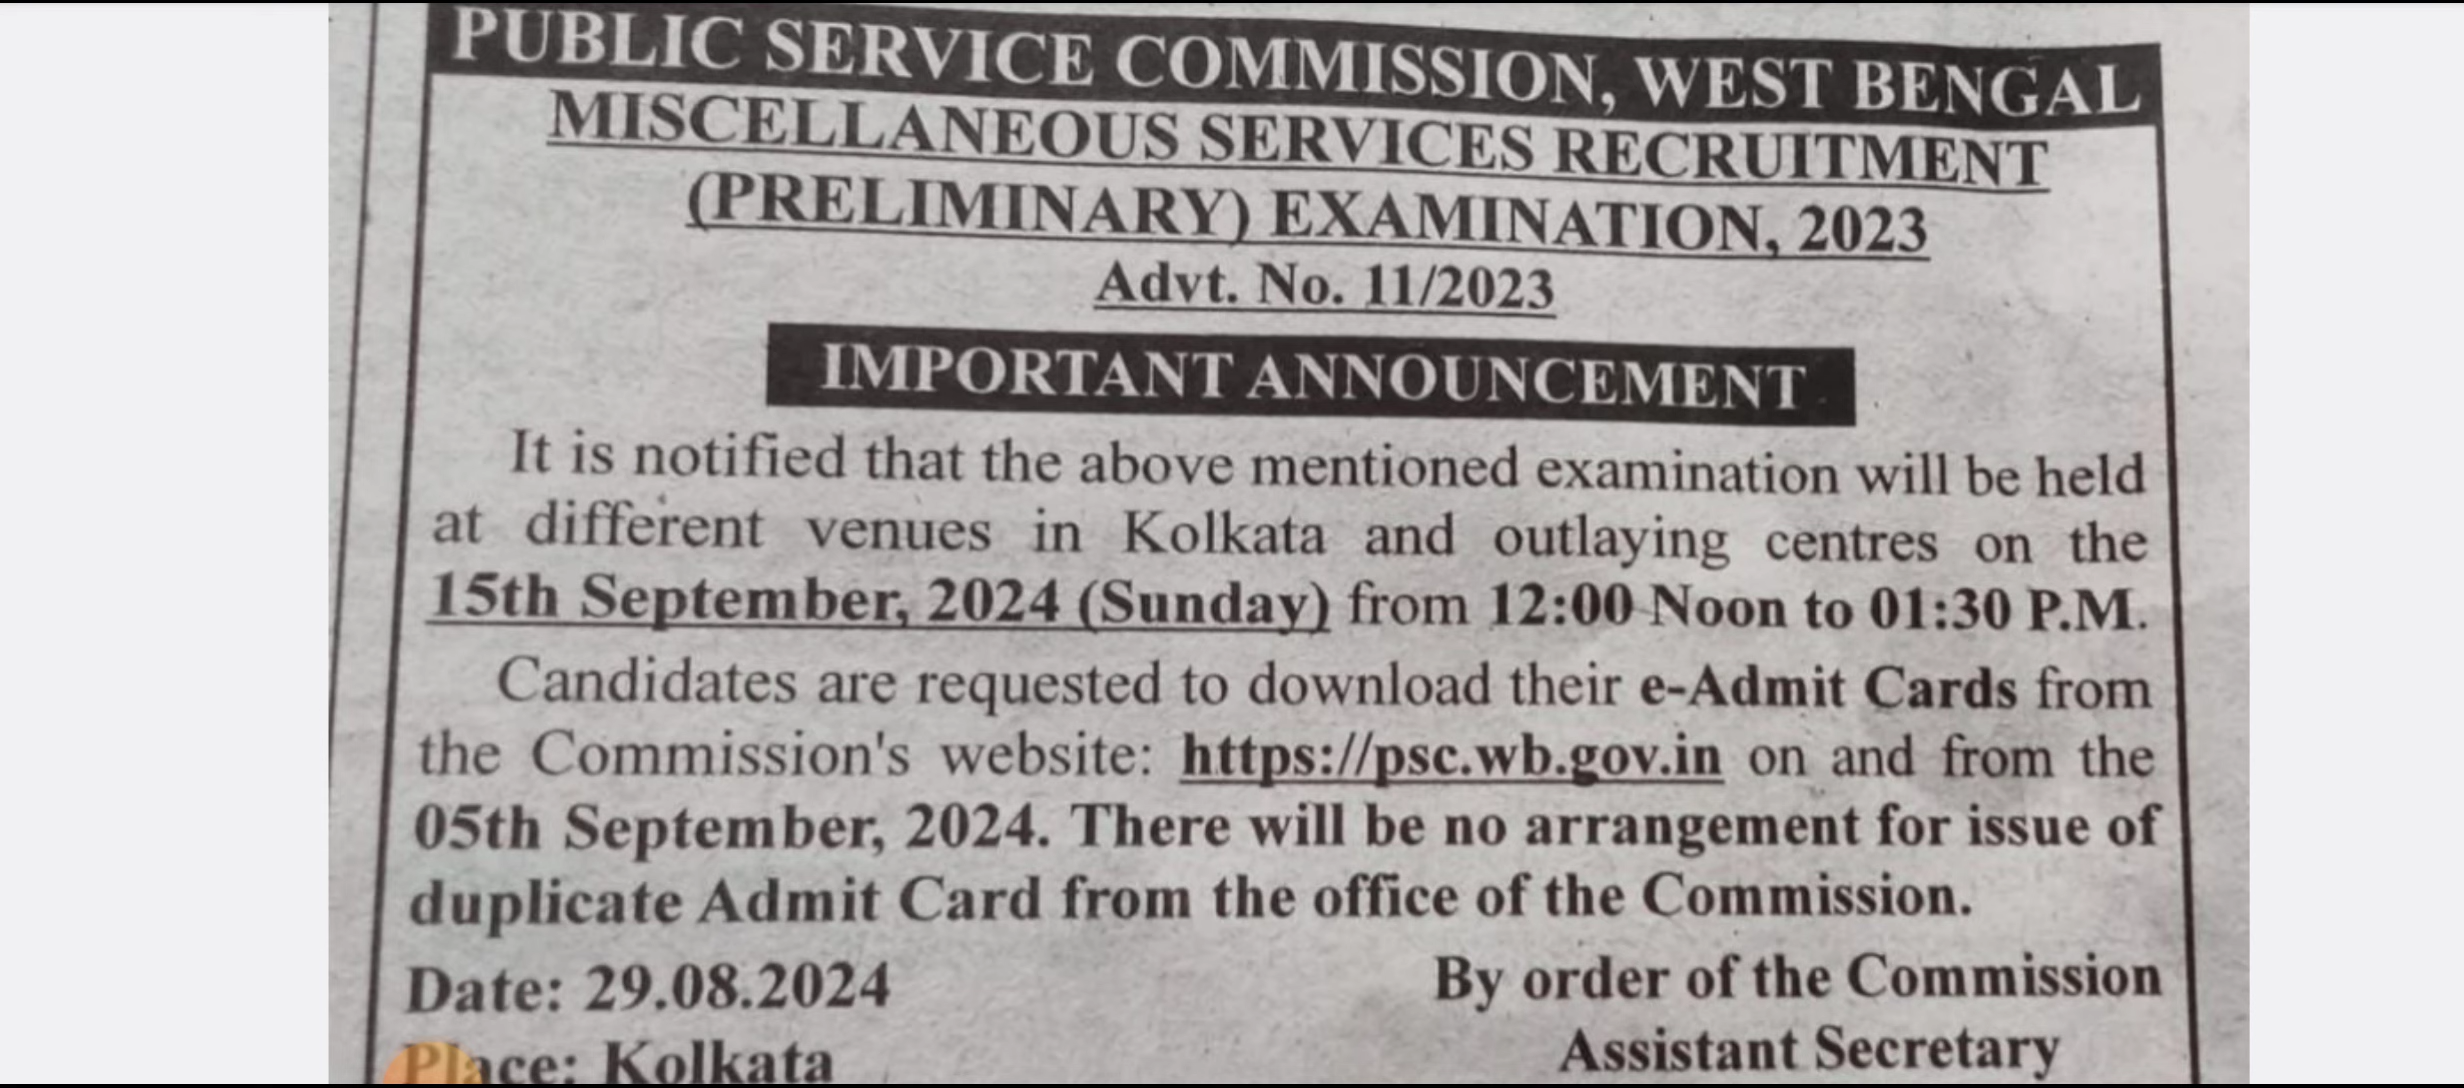 PUBLIC SERVICE COMMISSION, WEST BENGAL
MISCELLANEOUS SERVICES RECRUITMENT
(PRELIMINARY) EXAMINATION, 2023
Advt. No. 11/2023
IMPORTANT ANNOUNCEMENT
It is notified that the above mentioned examination will be held
at different venues in Kolkata and outlaying centres on the
15th September, 2024 (Sunday) from 12:00 Noon to 01:30 P.M.
Candidates are requested to download their e-Admit Cards from
the Commission's website: https://psc.wb.gov.in on and from the
05th September, 2024. There will be no arrangement for issue of
duplicate Admit Card from the office of the Commission.
Date: 29.08.2024 By order of the Commission
Place: Kolkata Assistant Secretary